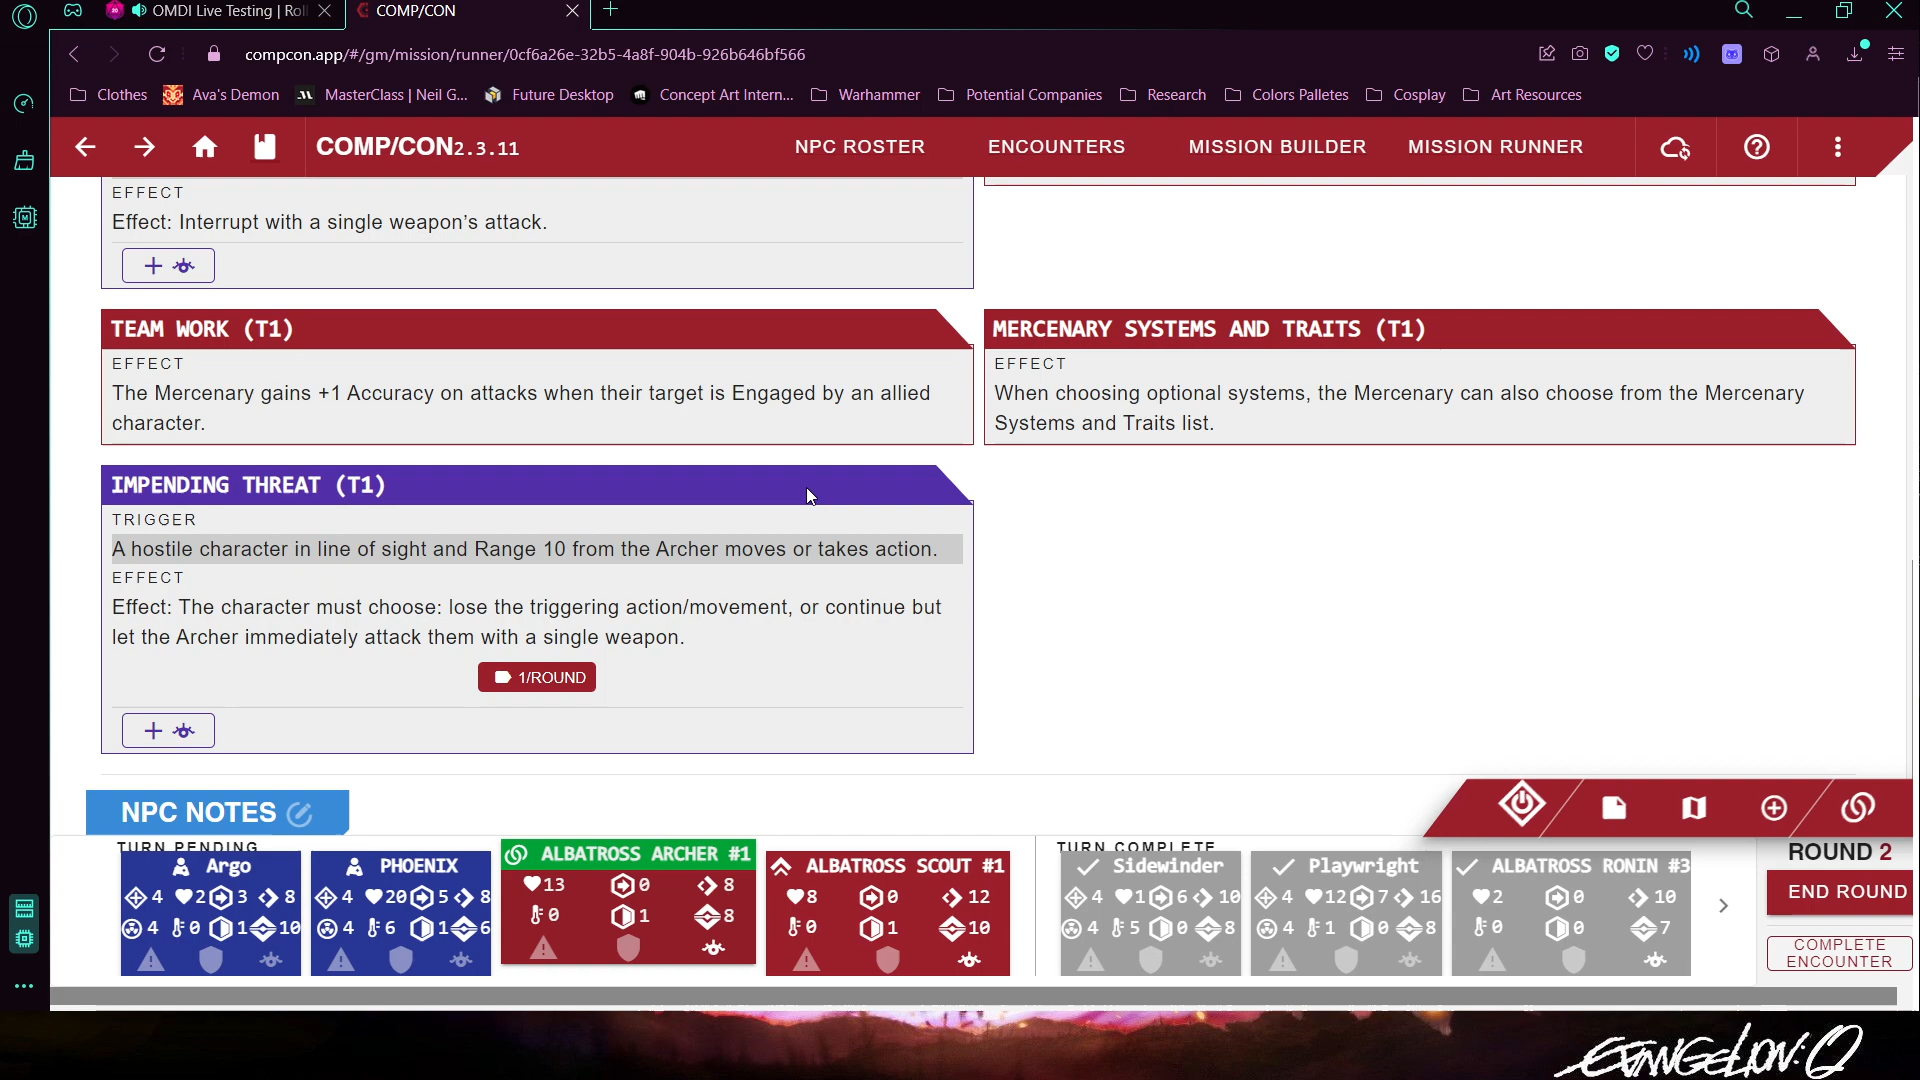 OMDI Live Testing | Rol
COMP/CON
compcon.app/#/gm/mission/runner/0cf6a26e-32b5-4a8f-904b-926b646bf566
Clothes
Ava's Demon
MasterClass | Neil G...
Future Desktop
Concept Art Intern...
Warhammer
Potential Companies
Research
Colors Palletes
Cosplay
Art Resources
COMP/CON2.3.11
NPC ROSTER
ENCOUNTERS
MISSION BUILDER
MISSION RUNNER
EFFECT
Effect: Interrupt with a single weapon’s attack.
TEAM WORK (T1)
EFFECT
The Mercenary gains +1 Accuracy on attacks when their target is Engaged by an allied
character.
MERCENARY SYSTEMS AND TRAITS (T1)
EFFECT
When choosing optional systems, the Mercenary can also choose from the Mercenary
Systems and Traits list.
IMPENDING THREAT (T1)
TRIGGER
A hostile character in line of sight and Range 10 from the Archer moves or takes action.
EFFECT
Effect: The character must choose: lose the triggering action/movement, or continue but
let the Archer immediately attack them with a single weapon.
1/ROUND
NPC NOTES
TURN PENDING
Argo
4 2 3 8
4 0 1 10
PHOENIX
4 20 5 8
4 6 1 6
ALBATROSS ARCHER #1
13 0 8
0 1 8
ALBATROSS SCOUT #1
8 0 12
0 1 10
TURN COMPLETE
Sidewinder
4 1 6 10
4 5 0 8
Playwright
4 12 7 16
4 1 0 8
ALBATROSS RONIN #3
2 0 10
0 0 7
ROUND 2
END ROUND
COMPLETE
ENCOUNTER
EVANGELION:Q